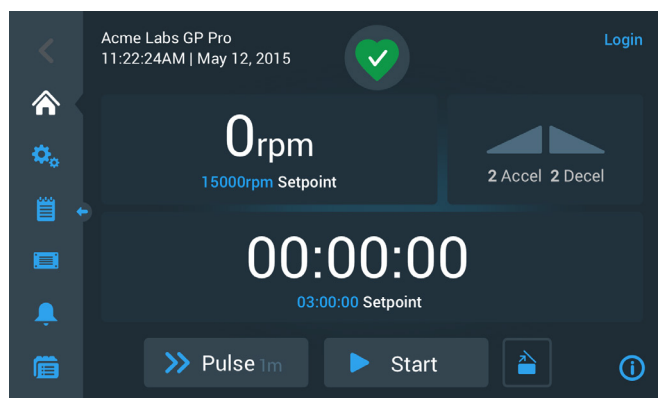 Acme Labs GP Pro
Login
11:22:24AM | May 12, 2015
0rpm
15000rpm Setpoint
2 Accel 2 Decel
00:00:00
03:00:00 Setpoint
Pulse 1m
Start